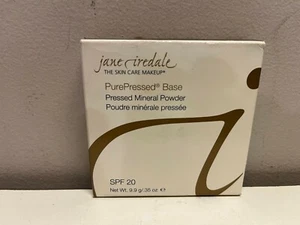 jane iredale
THE SKIN CARE MAKEUP®
PurePressed® Base
Pressed Mineral Powder
Poudre minérale pressée
SPF 20
Net Wt. 9.9 g/.35 oz ℮